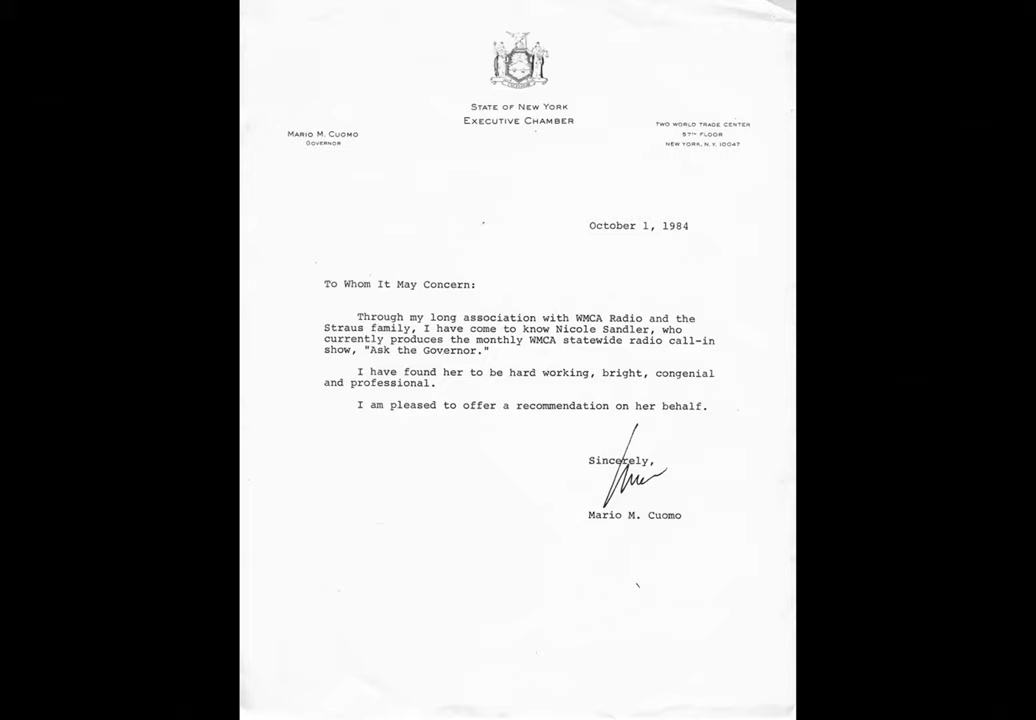 STATE OF NEW YORK
EXECUTIVE CHAMBER
MARIO M. CUOMO
GOVERNOR
TWO WORLD TRADE CENTER
57TH FLOOR
NEW YORK, N. Y. 10047
October 1, 1984
To Whom It May Concern:
Through my long association with WMCA Radio and the
Straus family, I have come to know Nicole Sandler, who
currently produces the monthly WMCA statewide radio call-in
show, "Ask the Governor."
I have found her to be hard working, bright, congenial
and professional.
I am pleased to offer a recommendation on her behalf.
Sincerely,
Mario M. Cuomo